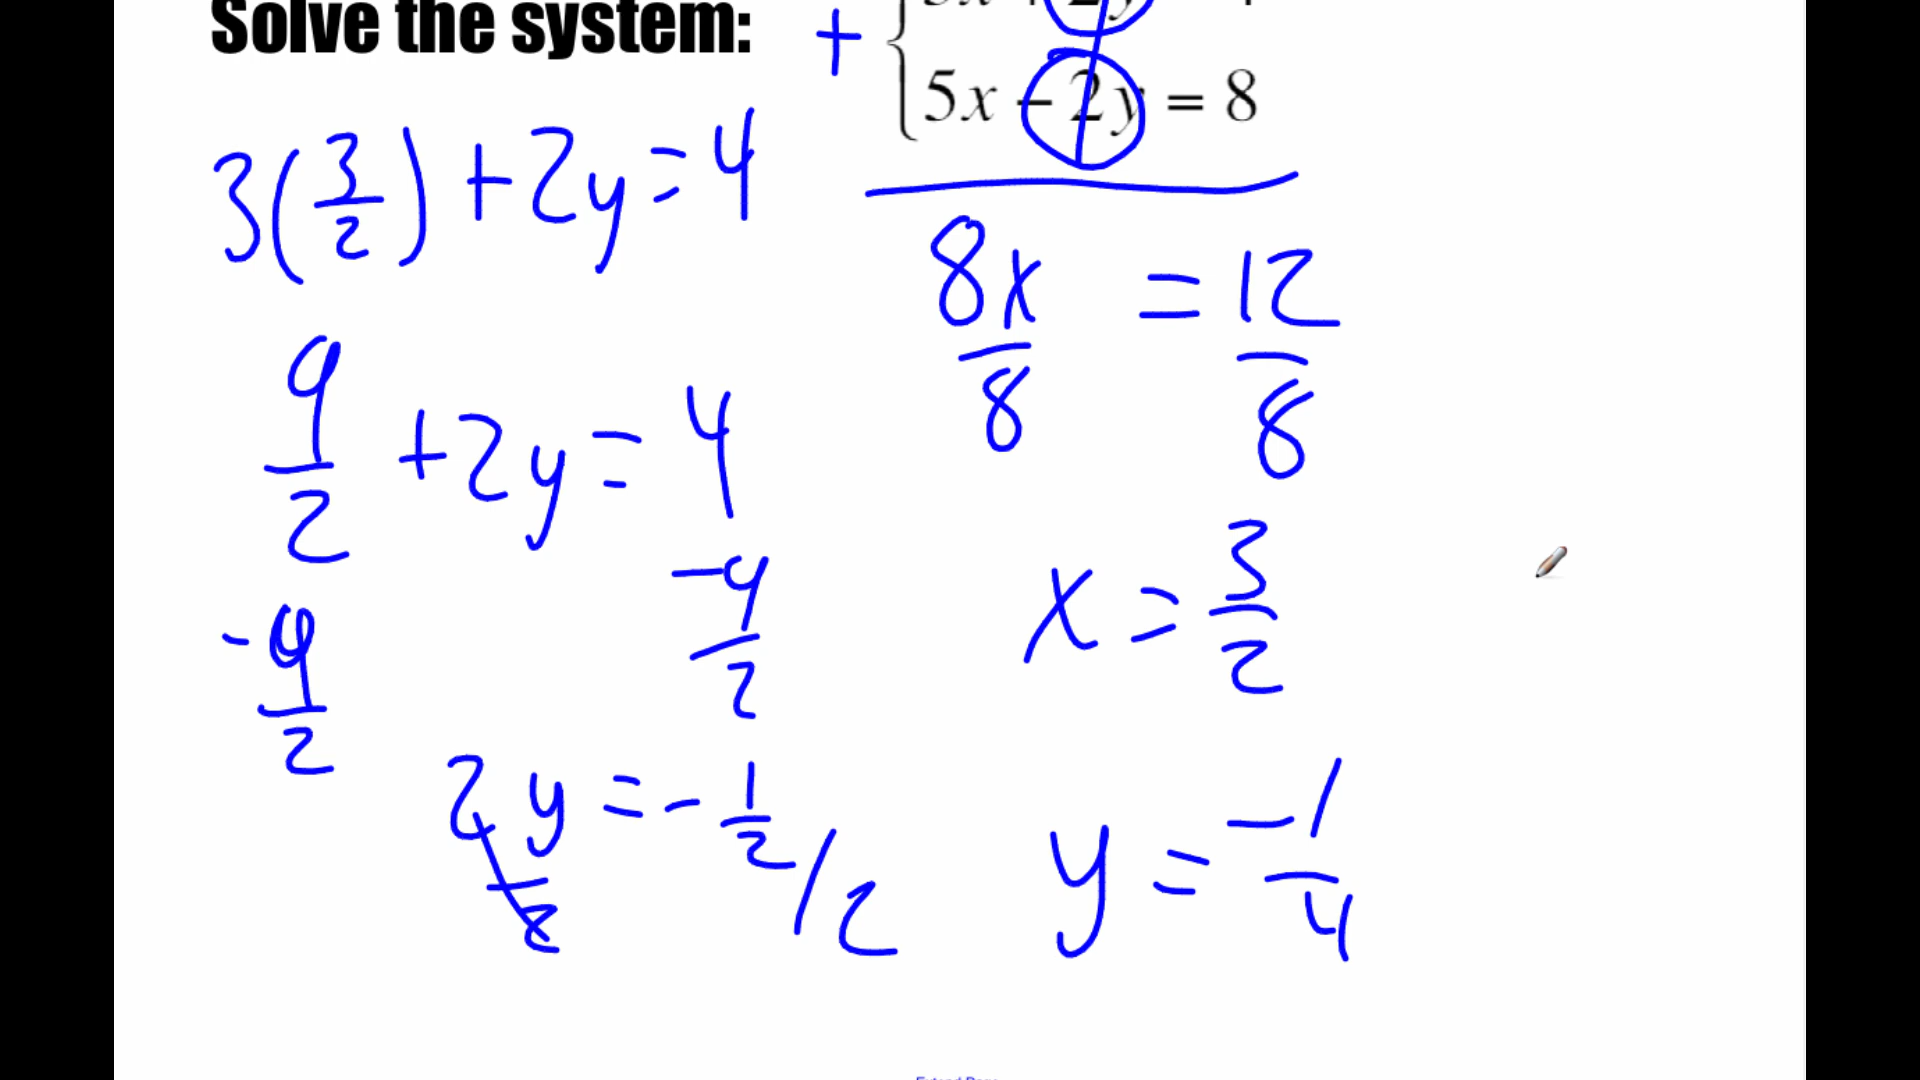 Solve the system:
+
5x − 2y = 8
3(3/2) + 2y = 4
8x = 12
8 8
9/2 + 2y = 4
-9/2 -9/2
x = 3/2
2y = -1/2 /2
2
y = -1/4